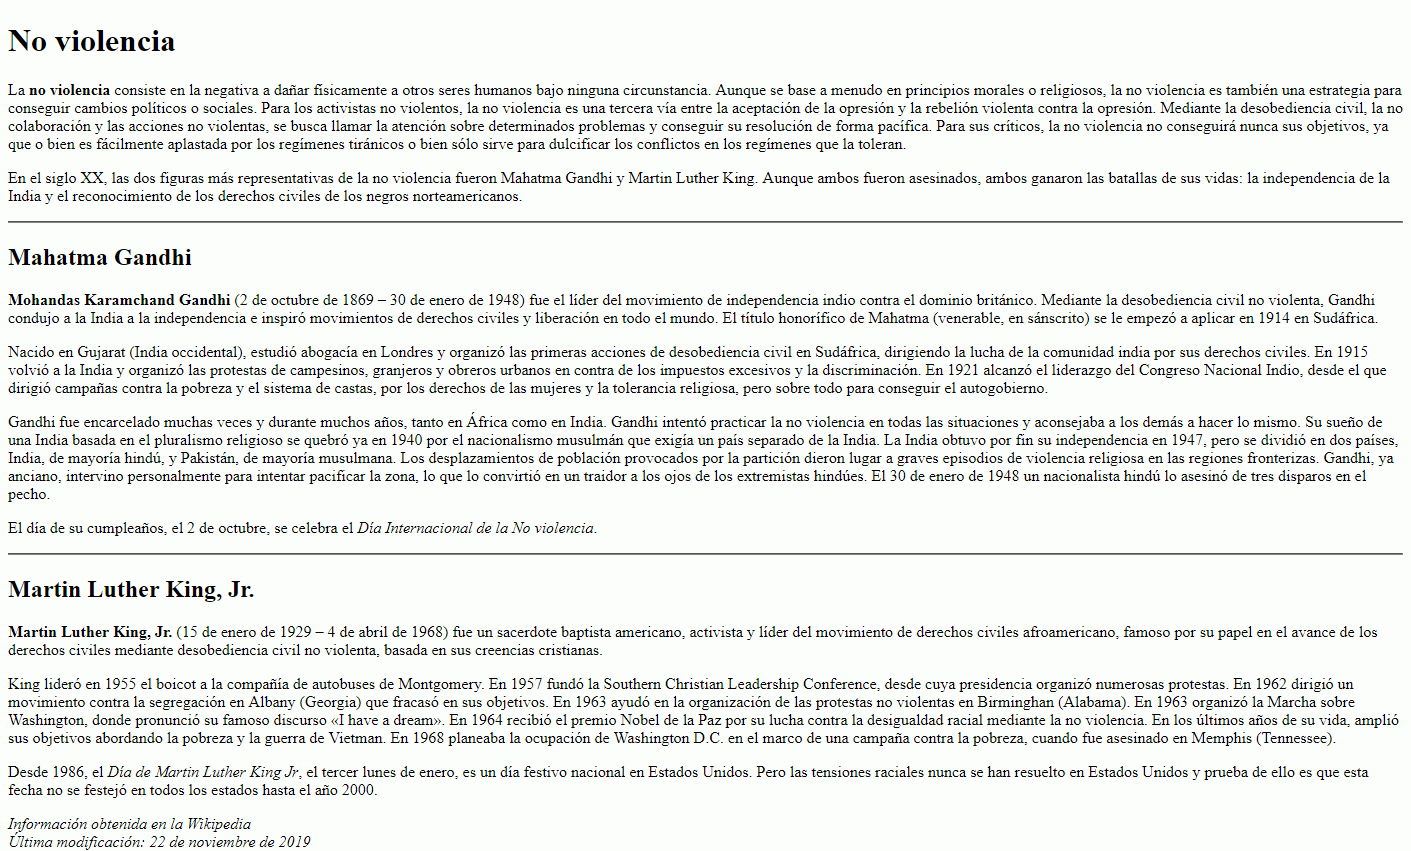 No violencia
La no violencia consiste en la negativa a dañar físicamente a otros seres humanos bajo ninguna circunstancia. Aunque se base a menudo en principios morales o religiosos, la no violencia es también una estrategia para
conseguir cambios políticos o sociales. Para los activistas no violentos, la no violencia es una tercera vía entre la aceptación de la opresión y la rebelión violenta contra la opresión. Mediante la desobediencia civil, la no
colaboración y las acciones no violentas, se busca llamar la atención sobre determinados problemas y conseguir su resolución de forma pacífica. Para sus críticos, la no violencia no conseguirá nunca sus objetivos, ya
que o bien es fácilmente aplastada por los regímenes tiránicos o bien sólo sirve para dulcificar los conflictos en los regímenes que la toleran.
En el siglo XX, las dos figuras más representativas de la no violencia fueron Mahatma Gandhi y Martin Luther King. Aunque ambos fueron asesinados, ambos ganaron las batallas de sus vidas: la independencia de la
India y el reconocimiento de los derechos civiles de los negros norteamericanos.
Mahatma Gandhi
Mohandas Karamchand Gandhi (2 de octubre de 1869 – 30 de enero de 1948) fue el líder del movimiento de independencia indio contra el dominio británico. Mediante la desobediencia civil no violenta, Gandhi
condujo a la India a la independencia e inspiró movimientos de derechos civiles y liberación en todo el mundo. El título honorífico de Mahatma (venerable, en sánscrito) se le empezó a aplicar en 1914 en Sudáfrica.
Nacido en Gujarat (India occidental), estudió abogacía en Londres y organizó las primeras acciones de desobediencia civil en Sudáfrica, dirigiendo la lucha de la comunidad india por sus derechos civiles. En 1915
volvió a la India y organizó las protestas de campesinos, granjeros y obreros urbanos en contra de los impuestos excesivos y la discriminación. En 1921 alcanzó el liderazgo del Congreso Nacional Indio, desde el que
dirigió campañas contra la pobreza y el sistema de castas, por los derechos de las mujeres y la tolerancia religiosa, pero sobre todo para conseguir el autogobierno.
Gandhi fue encarcelado muchas veces y durante muchos años, tanto en África como en India. Gandhi intentó practicar la no violencia en todas las situaciones y aconsejaba a los demás a hacer lo mismo. Su sueño de
una India basada en el pluralismo religioso se quebró ya en 1940 por el nacionalismo musulmán que exigía un país separado de la India. La India obtuvo por fin su independencia en 1947, pero se dividió en dos países,
India, de mayoría hindú, y Pakistán, de mayoría musulmana. Los desplazamientos de población provocados por la partición dieron lugar a graves episodios de violencia religiosa en las regiones fronterizas. Gandhi, ya
anciano, intervino personalmente para intentar pacificar la zona, lo que lo convirtió en un traidor a los ojos de los extremistas hindúes. El 30 de enero de 1948 un nacionalista hindú lo asesinó de tres disparos en el
pecho.
El día de su cumpleaños, el 2 de octubre, se celebra el Día Internacional de la No violencia.
Martin Luther King, Jr.
Martin Luther King, Jr. (15 de enero de 1929 – 4 de abril de 1968) fue un sacerdote baptista americano, activista y líder del movimiento de derechos civiles afroamericano, famoso por su papel en el avance de los
derechos civiles mediante desobediencia civil no violenta, basada en sus creencias cristianas.
King lideró en 1955 el boicot a la compañía de autobuses de Montgomery. En 1957 fundó la Southern Christian Leadership Conference, desde cuya presidencia organizó numerosas protestas. En 1962 dirigió un
movimiento contra la segregación en Albany (Georgia) que fracasó en sus objetivos. En 1963 ayudó en la organización de las protestas no violentas en Birminghan (Alabama). En 1963 organizó la Marcha sobre
Washington, donde pronunció su famoso discurso «I have a dream». En 1964 recibió el premio Nobel de la Paz por su lucha contra la desigualdad racial mediante la no violencia. En los últimos años de su vida, amplió
sus objetivos abordando la pobreza y la guerra de Vietman. En 1968 planeaba la ocupación de Washington D.C. en el marco de una campaña contra la pobreza, cuando fue asesinado en Memphis (Tennessee).
Desde 1986, el Día de Martin Luther King Jr, el tercer lunes de enero, es un día festivo nacional en Estados Unidos. Pero las tensiones raciales nunca se han resuelto en Estados Unidos y prueba de ello es que esta
fecha no se festejó en todos los estados hasta el año 2000.
Información obtenida en la Wikipedia
Última modificación: 22 de noviembre de 2019